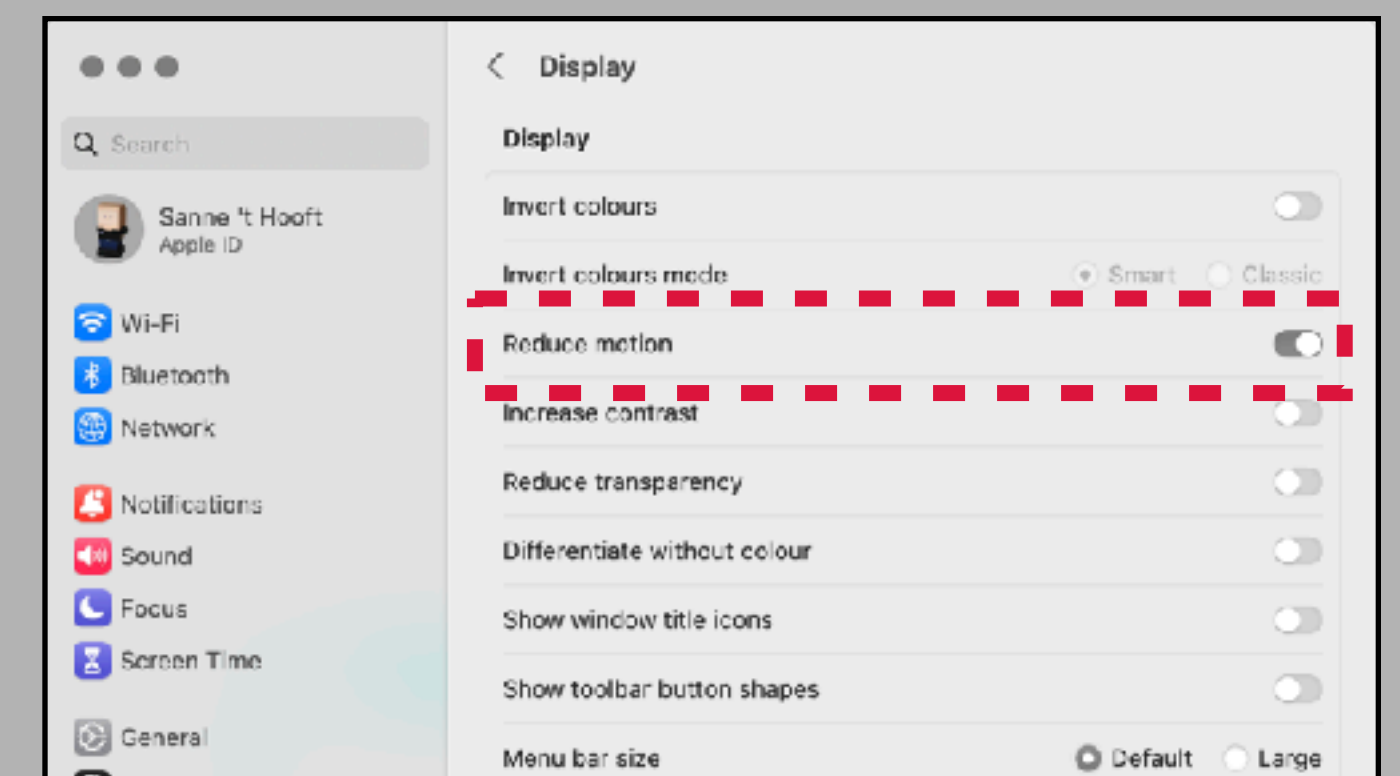 Search
Sanne 't Hooft
Apple ID
Wi-Fi
Bluetooth
Network
Notifications
Sound
Focus
Screen Time
General
Display
Display
Invert colours
Invert colours mode
Smart
Classic
Reduce motion
Increase contrast
Reduce transparency
Differentiate without colour
Show window title icons
Show toolbar button shapes
Menu bar size
Default
Large